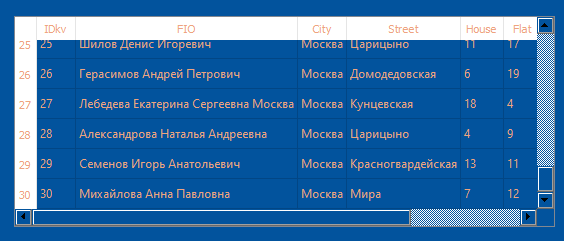 IDkv FIO City Street House Flat
25 25 Шилов Денис Игоревич Москва Царицыно 11 17
26 26 Герасимов Андрей Петрович Москва Домодедовская 6 19
27 27 Лебедева Екатерина Сергеевна Москва Кунцевская 18 4
28 28 Александрова Наталья Андреевна Москва Царицыно 4 9
29 29 Семенов Игорь Анатольевич Москва Красногвардейская 13 11
30 30 Михайлова Анна Павловна Москва Мира 7 12